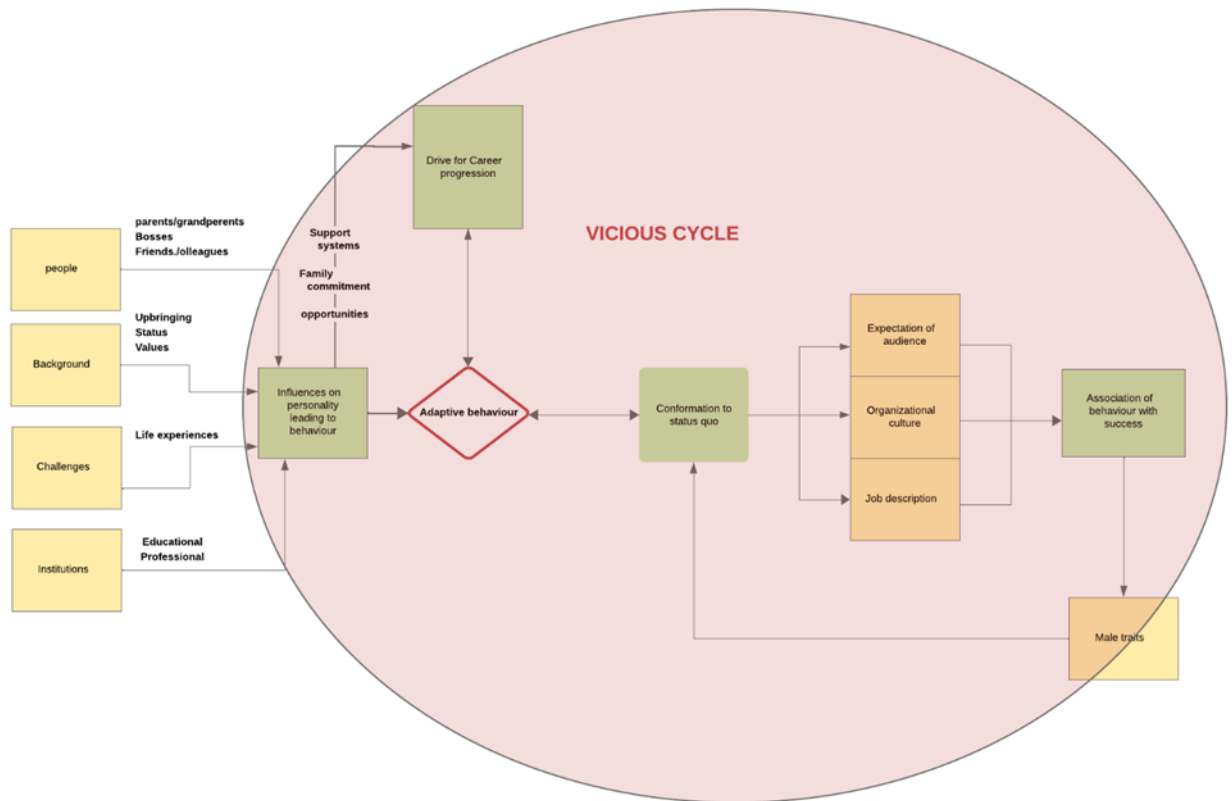 Drive for Career
progression
VICIOUS CYCLE
parents/grandperents
Bosses
Friends./olleagues
people
Support
systems
Family
commitment
opportunities
Upbringing
Status
Values
Background
Influences on
personality
leading to
behaviour
Adaptive behaviour
Conformation to
status quo
Expectation of
audience
Organizational
culture
Job description
Association of
behaviour with
success
Life experiences
Challenges
Educational
Professional
Institutions
Male traits